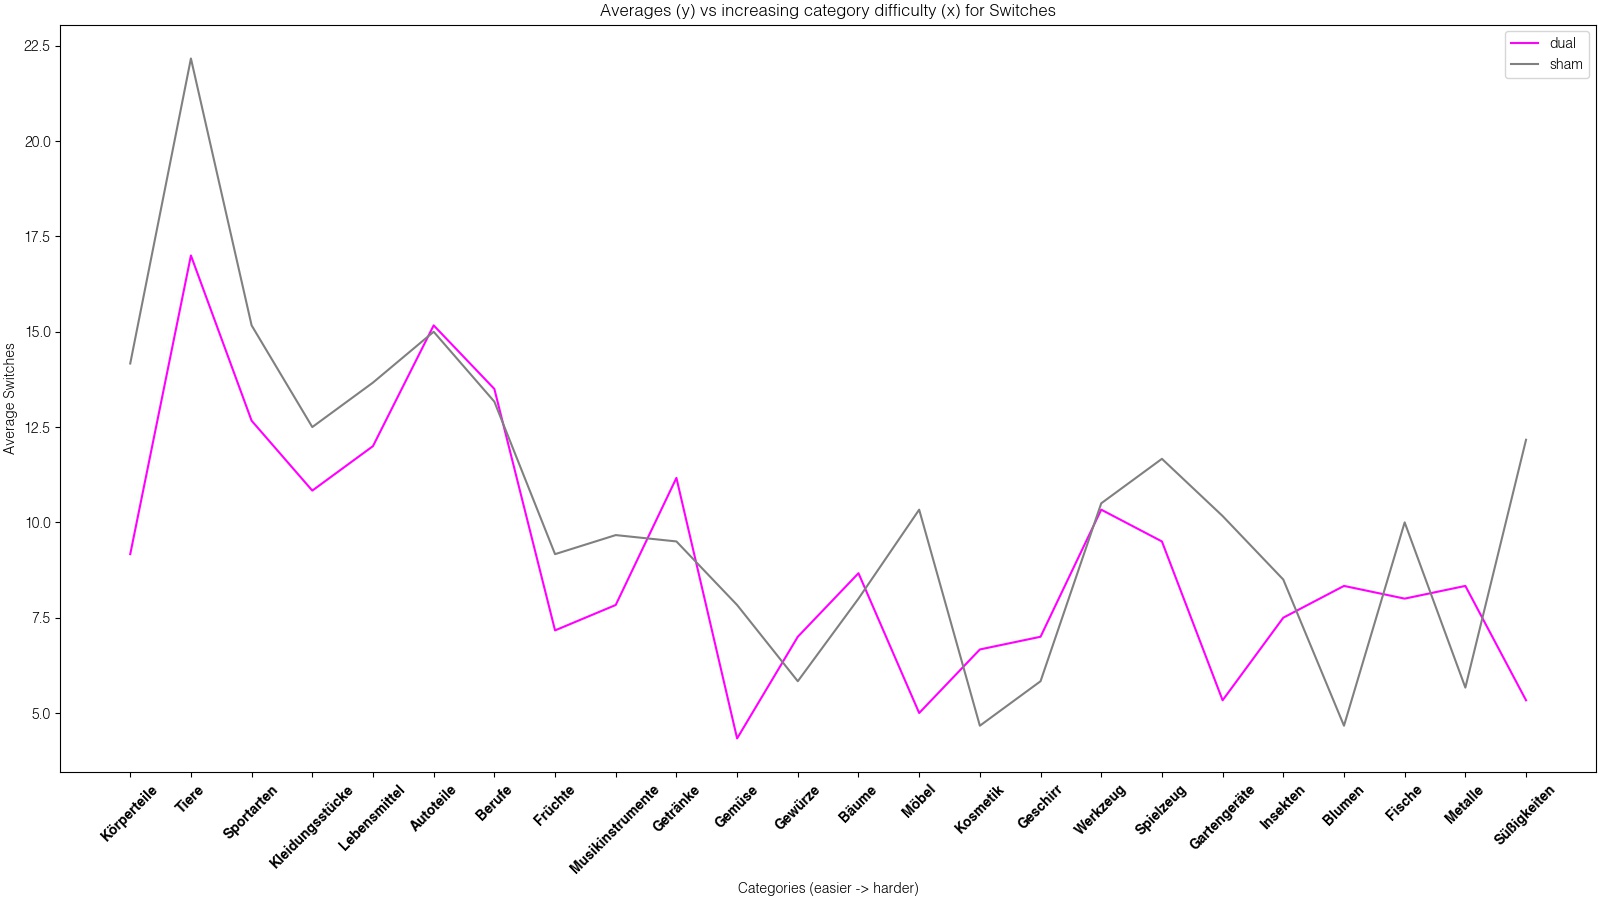 Averages (y) vs increasing category difficulty (x) for Switches
dual
sham
22.5
20.0
17.5
15.0
12.5
10.0
7.5
5.0
Average Switches
Körperteile
Tiere
Sportarten
Kleidungsstücke
Lebensmittel
Autoteile
Berufe
Früchte
Musikinstrumente
Getränke
Gemüse
Gewürze
Bäume
Möbel
Kosmetik
Geschirr
Werkzeug
Spielzeug
Gartengeräte
Insekten
Blumen
Fische
Metalle
Süßigkeiten
Categories (easier -> harder)